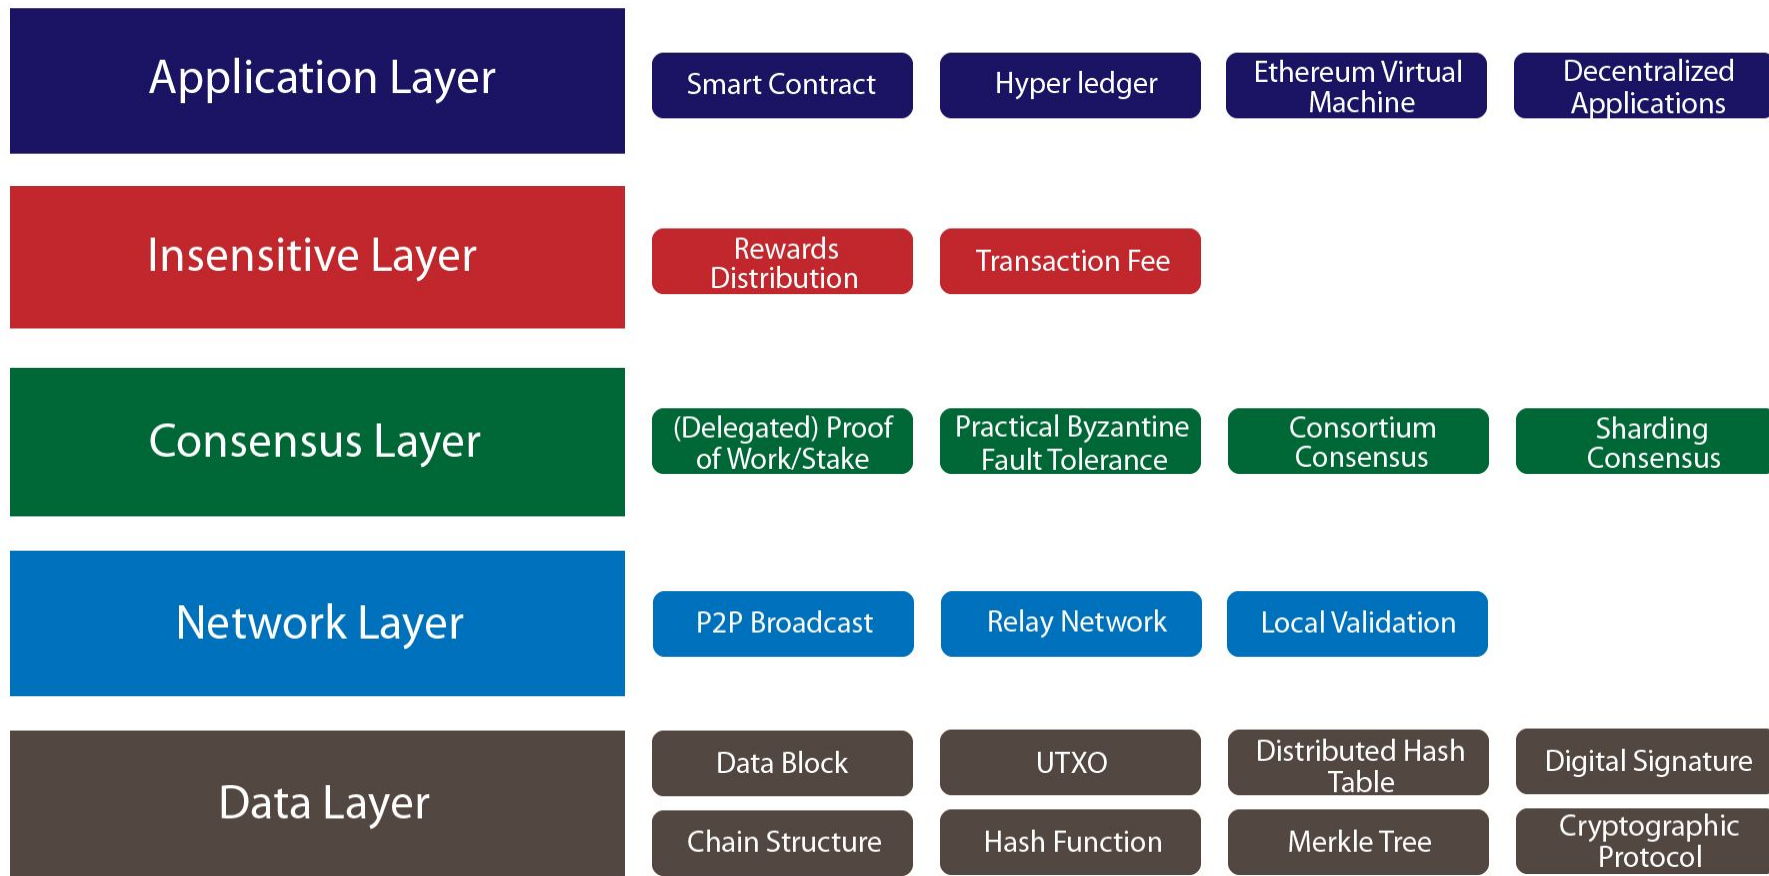 Application Layer
Smart Contract
Hyper ledger
Ethereum Virtual
Machine
Decentralized
Applications
Insensitive Layer
Rewards
Distribution
Transaction Fee
Consensus Layer
(Delegated) Proof
of Work/Stake
Practical Byzantine
Fault Tolerance
Consortium
Consensus
Sharding
Consensus
Network Layer
P2P Broadcast
Relay Network
Local Validation
Data Layer
Data Block
UTXO
Distributed Hash
Table
Digital Signature
Chain Structure
Hash Function
Merkle Tree
Cryptographic
Protocol